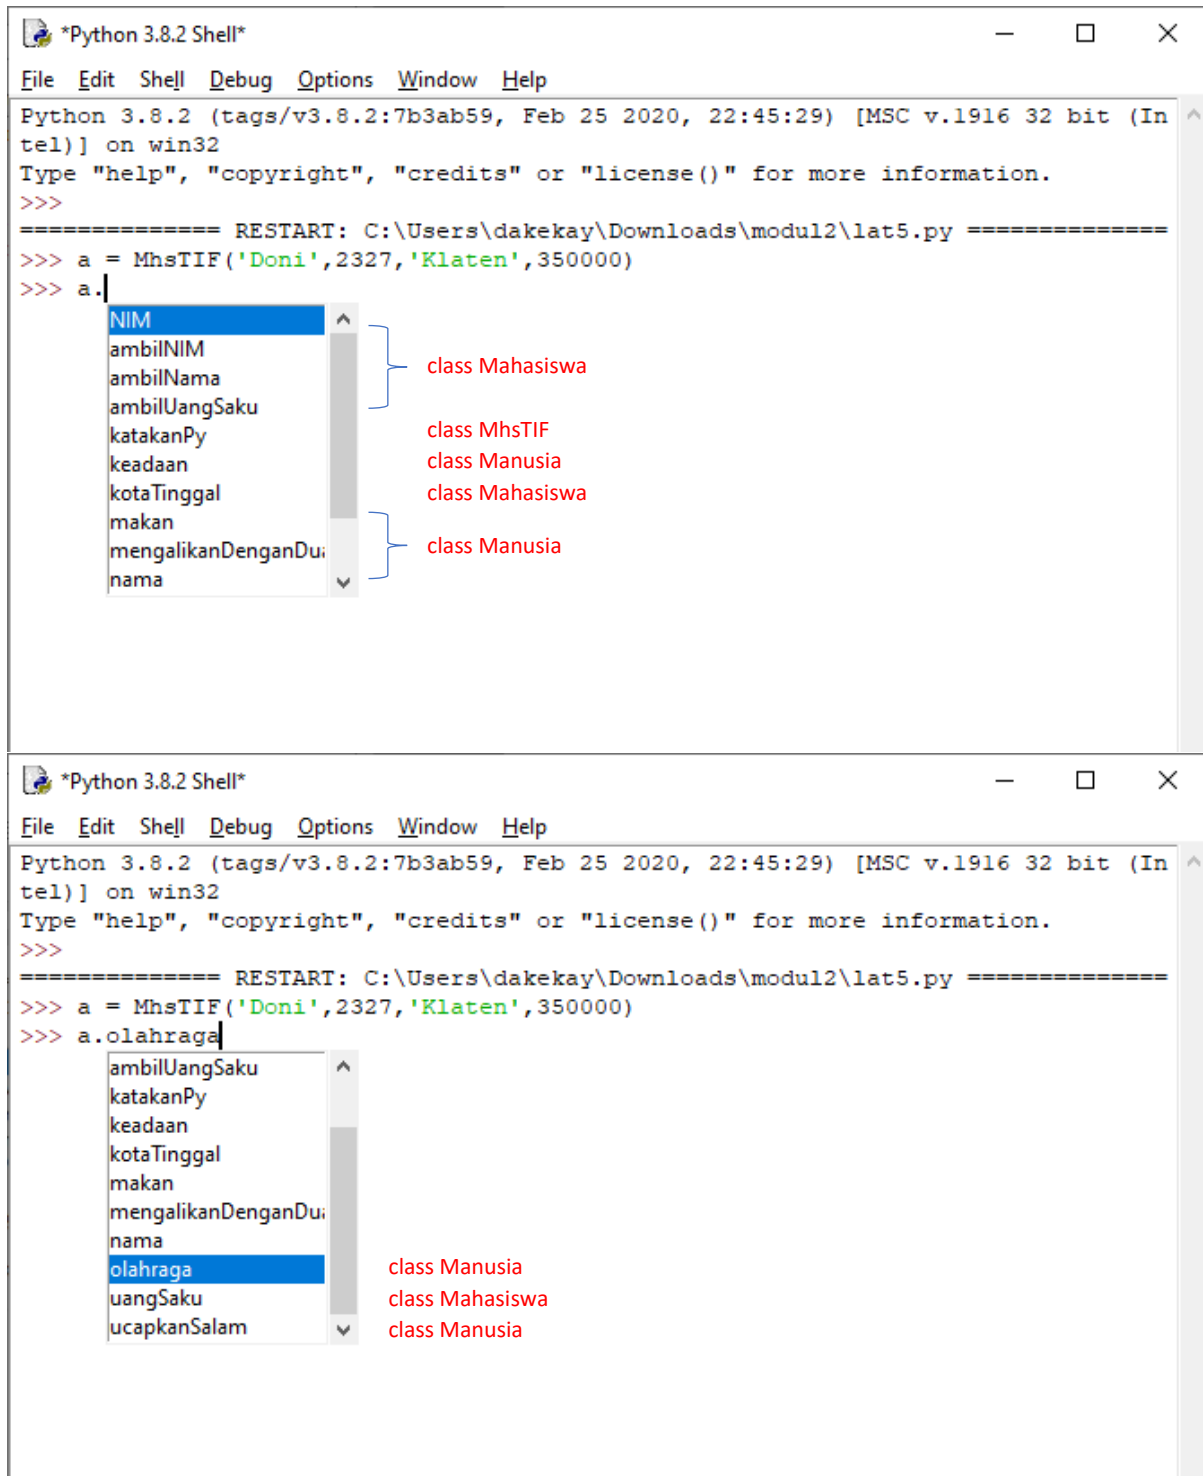 *Python 3.8.2 Shell*
File Edit Shell Debug Options Window Help
Python 3.8.2 (tags/v3.8.2:7b3ab59, Feb 25 2020, 22:45:29) [MSC v.1916 32 bit (In
tel)] on win32
Type "help", "copyright", "credits" or "license()" for more information.
>>>
============== RESTART: C:\Users\dakekay\Downloads\modul2\lat5.py ==============
>>> a = MhsTIF('Doni',2327,'Klaten',350000)
>>> a.
NIM
ambilNIM
class Mahasiswa
ambilNama
ambilUangSaku
katakanPy class MhsTIF
keadaan class Manusia
kotaTinggal class Mahasiswa
makan
mengalikanDenganDua class Manusia
nama
*Python 3.8.2 Shell*
File Edit Shell Debug Options Window Help
Python 3.8.2 (tags/v3.8.2:7b3ab59, Feb 25 2020, 22:45:29) [MSC v.1916 32 bit (In
tel)] on win32
Type "help", "copyright", "credits" or "license()" for more information.
>>>
============== RESTART: C:\Users\dakekay\Downloads\modul2\lat5.py ==============
>>> a = MhsTIF('Doni',2327,'Klaten',350000)
>>> a.olahraga
ambilUangSaku
katakanPy
keadaan
kotaTinggal
makan
mengalikanDenganDua
nama
olahraga class Manusia
uangSaku class Mahasiswa
ucapkanSalam class Manusia